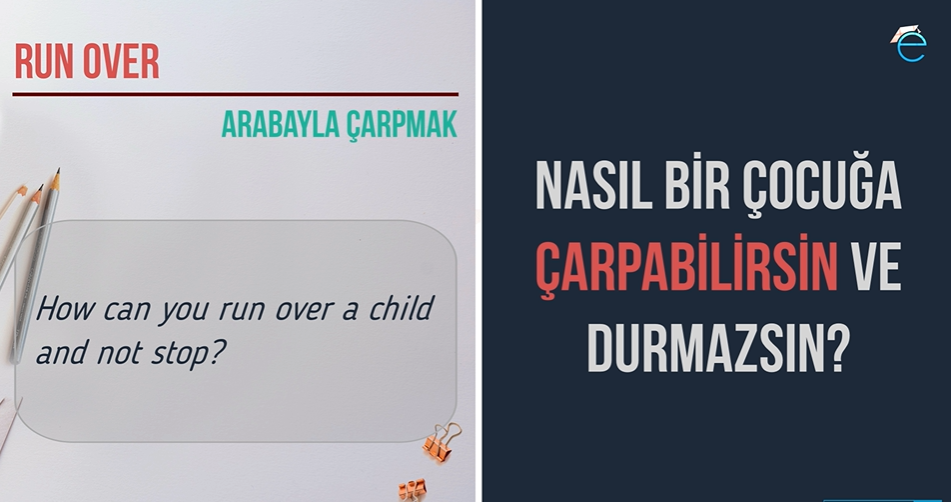 RUN OVER
ARABAYLA ÇARPMAK
How can you run over a child
and not stop?
NASIL BİR ÇOCUĞA
ÇARPABİLİRSİN VE
DURMAZSIN?